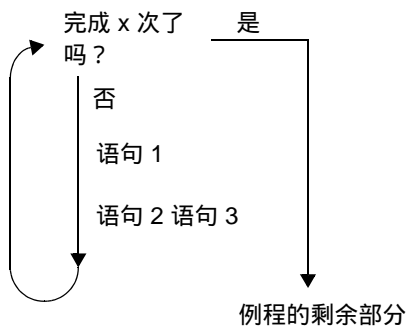 完成 x 次了 是
吗？
否
语句 1
语句 2 语句 3
例程的剩余部分